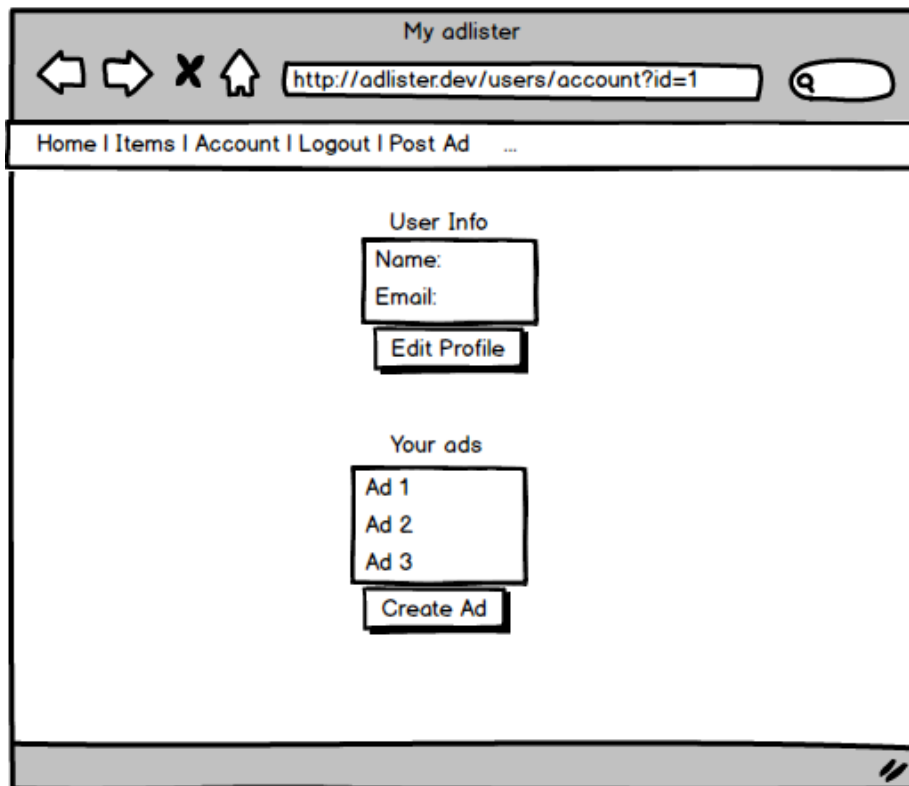 My adlister
http://adlister.dev/users/account?id=1
Home | Items | Account | Logout | Post Ad ...
User Info
Name:
Email:
Edit Profile
Your ads
Ad 1
Ad 2
Ad 3
Create Ad